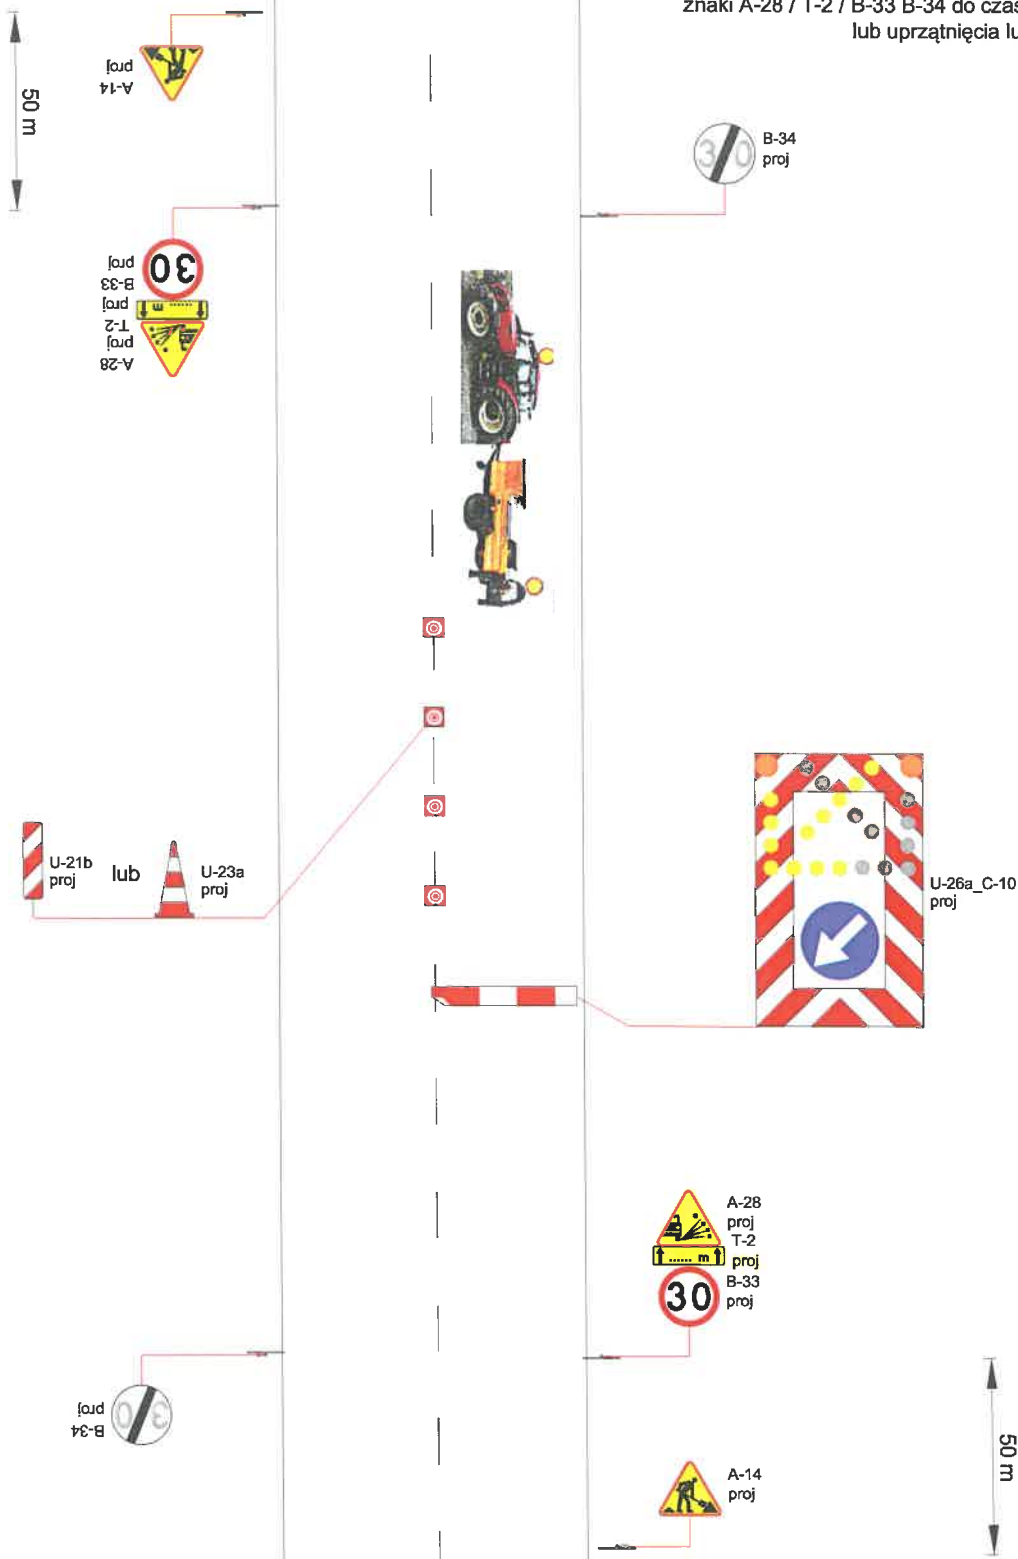 znaki A-28 / T-2 / B-33 B-34 do czas
lub uprzątnięcia lu
A-14
proj
50 m
B-34
proj
30
30
B-33
proj
T-2
proj
...... m
A-28
proj
U-21b
proj
lub
U-23a
proj
U-26a_C-10
proj
A-28
proj
T-2
proj
...... m
B-33
proj
30
B-34
proj
30
A-14
proj
50 m